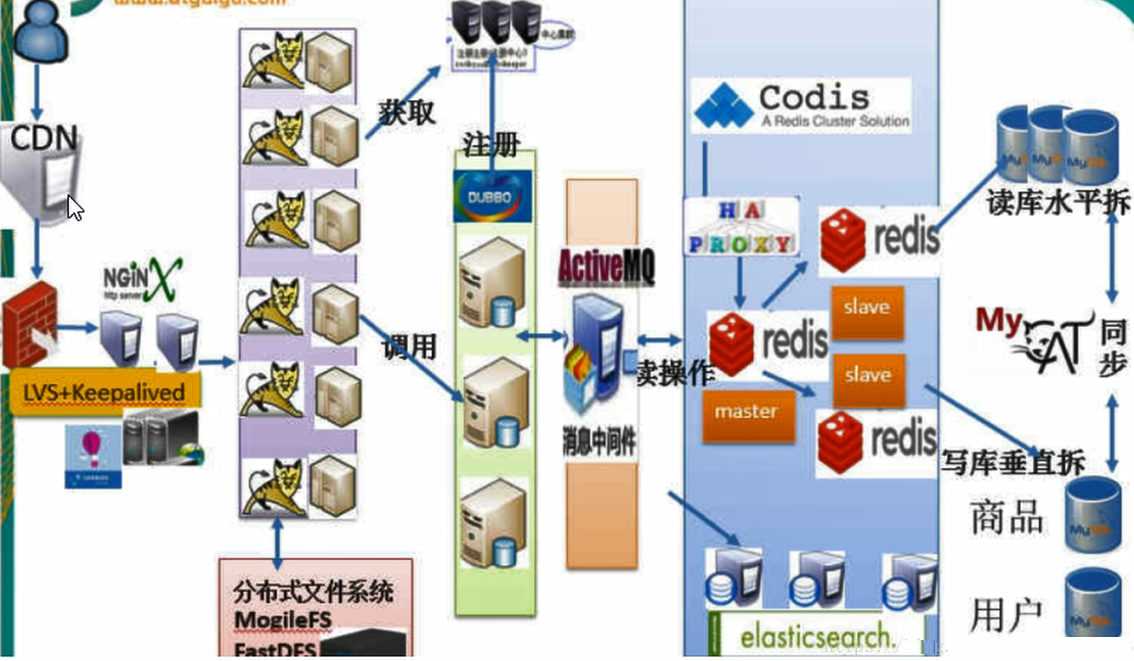 www.atguigu.com
CDN
NGiNX
http server
LVS+Keepalived
获取
注册
DUBBO
调用
ActiveMQ
消息中间件
读操作
Codis
A Redis Cluster Solution
HA
PROXY
redis
slave
redis
master
slave
redis
elasticsearch.
MySQL
读库水平拆
MyCAT
同步
写库垂直拆
商品
MySQL
用户
MySQL
分布式文件系统
MogileFS
FastDFS